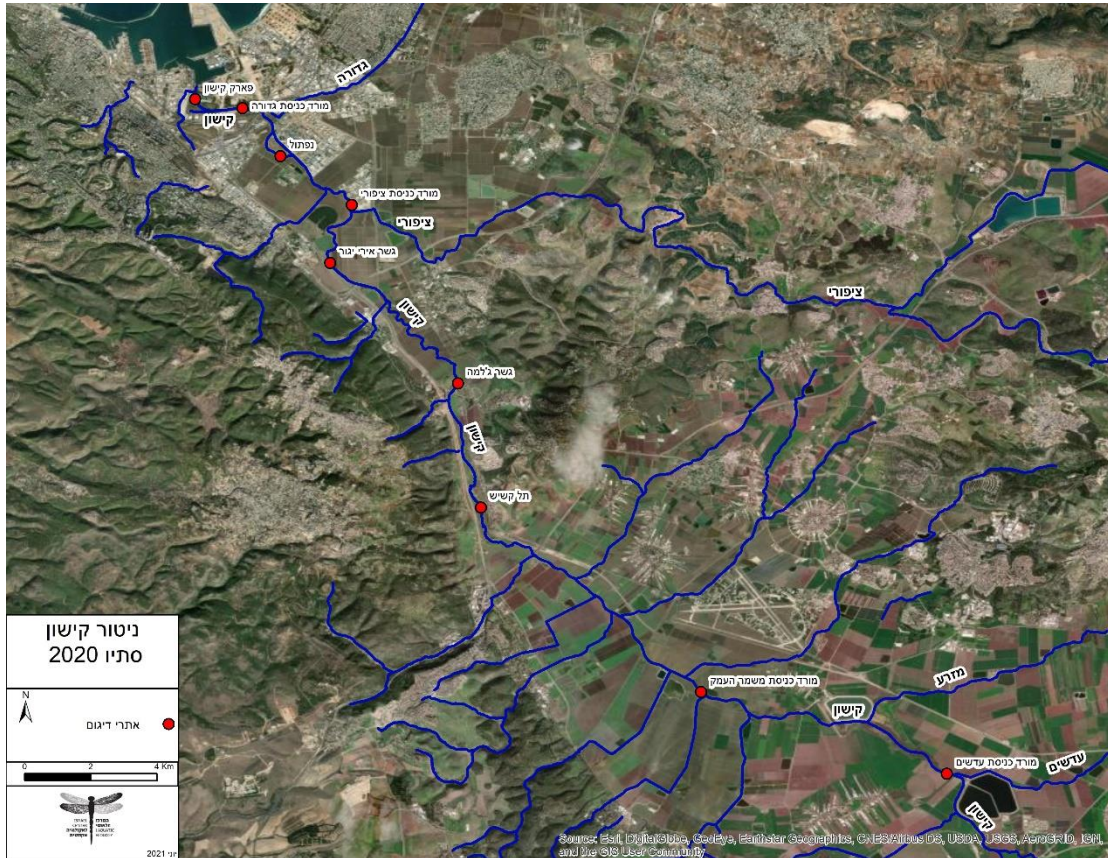 גדורה
פארק קישון
מורד כניסת גדורה
קישון
נפתול
מורד כניסת ציפורי
ציפורי
גשר אירי יגור
ציפורי
קישון
גשר ג'למה
קישון
תל קשיש
מורד כניסת משמר העמק
מזרע
קישון
עדשים
מורד כניסת עדשים
קישון
ניטור קישון
סתיו 2020
N
אתרי דיגום
0 2 4 Km
יוני 2021
Source: Esri, DigitalGlobe, GeoEye, Earthstar Geographics, CNES/Airbus DS, USDA, USGS, AeroGRID, IGN,
and the GIS User Community